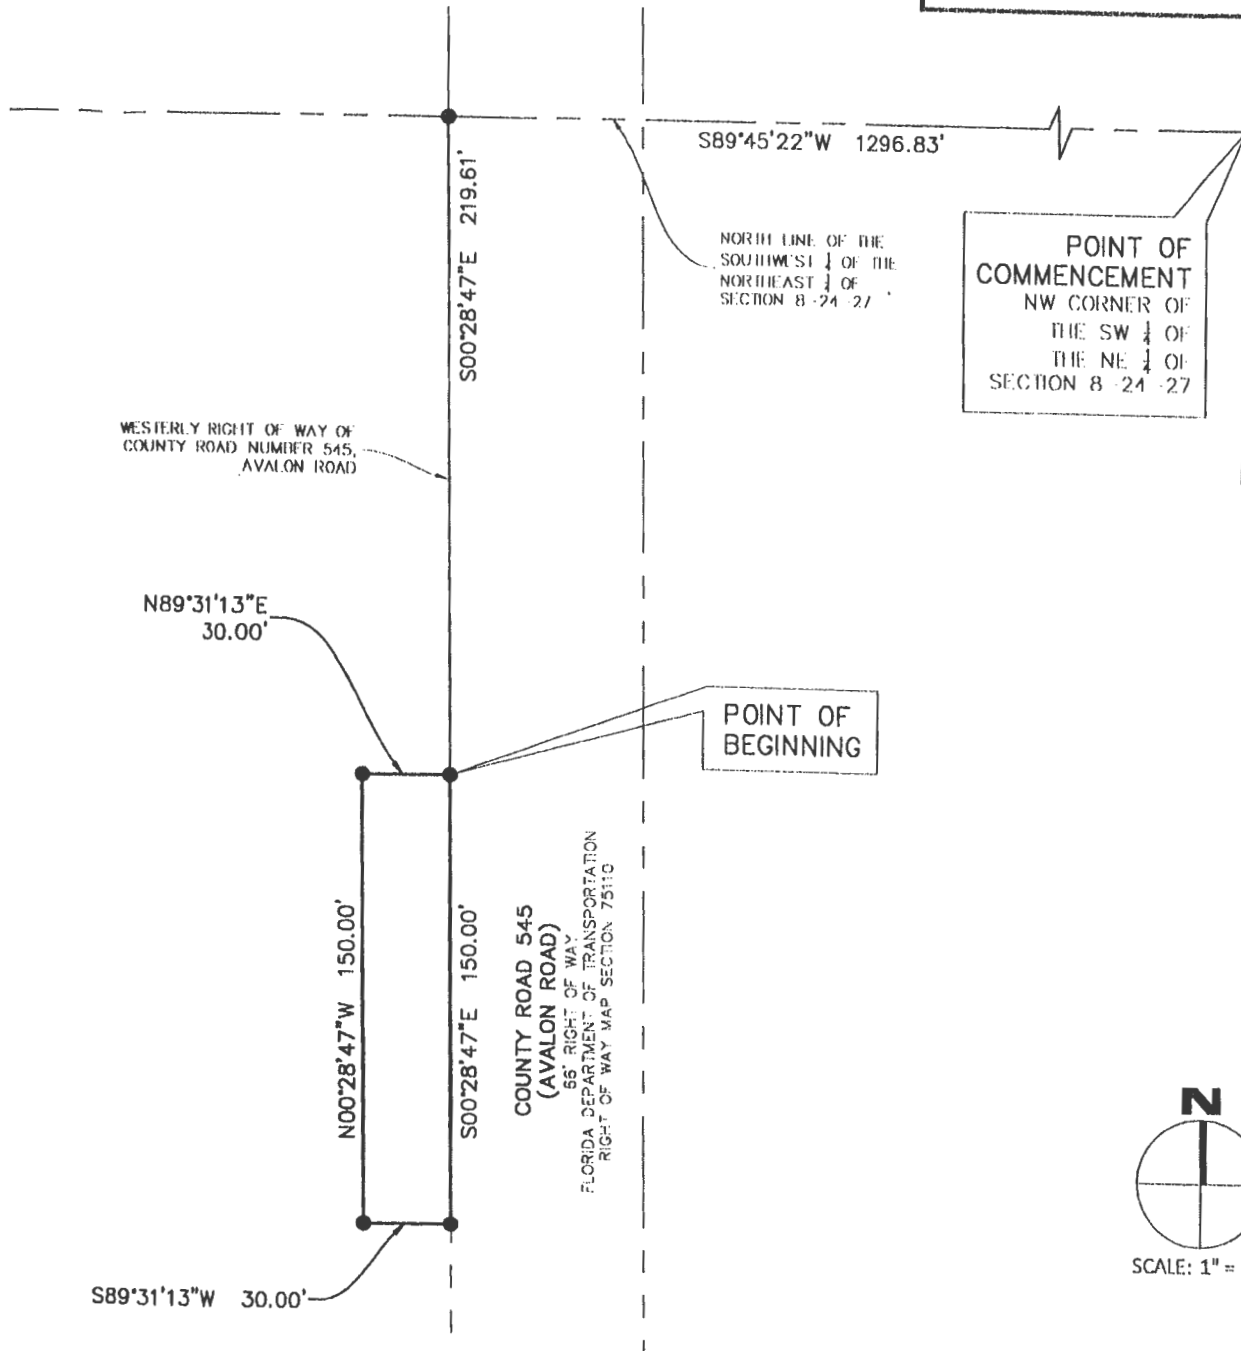 S89°45'22"W 1296.83'
S00°28'47"E 219.61'
NORTH LINE OF THE
SOUTHWEST ¼ OF THE
NORTHEAST ¼ OF
SECTION 8-24-27
POINT OF
COMMENCEMENT
NW CORNER OF
THE SW ¼ OF
THE NE ¼ OF
SECTION 8-24-27
WESTERLY RIGHT OF WAY OF
COUNTY ROAD NUMBER 545,
AVALON ROAD
N89°31'13"E
30.00'
POINT OF
BEGINNING
N00°28'47"W 150.00'
S00°28'47"E 150.00'
COUNTY ROAD 545
(AVALON ROAD)
66' RIGHT OF WAY
FLORIDA DEPARTMENT OF TRANSPORTATION
RIGHT OF WAY MAP SECTION 75110
S89°31'13"W 30.00'
N
SCALE: 1" =